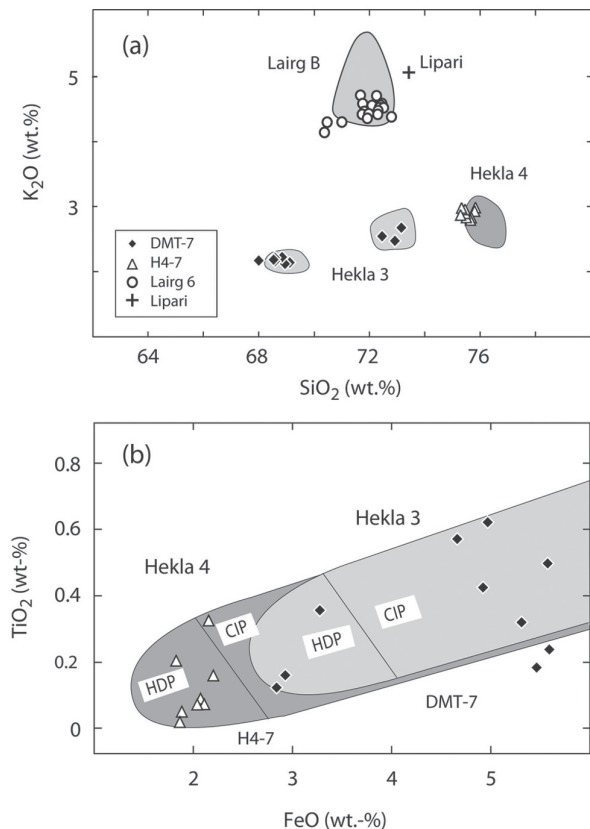 (a)
Lairg B
Lipari
5
K₂O (wt.%)
Hekla 4
3
DMT-7
H4-7
Lairg 6
Lipari
Hekla 3
64
68
72
76
SiO₂ (wt.%)
(b)
0.8
Hekla 3
0.6
TiO₂ (wt-%)
Hekla 4
0.4
CIP
CIP
HDP
0.2
HDP
DMT-7
0
H4-7
2
3
4
5
FeO (wt.-%)